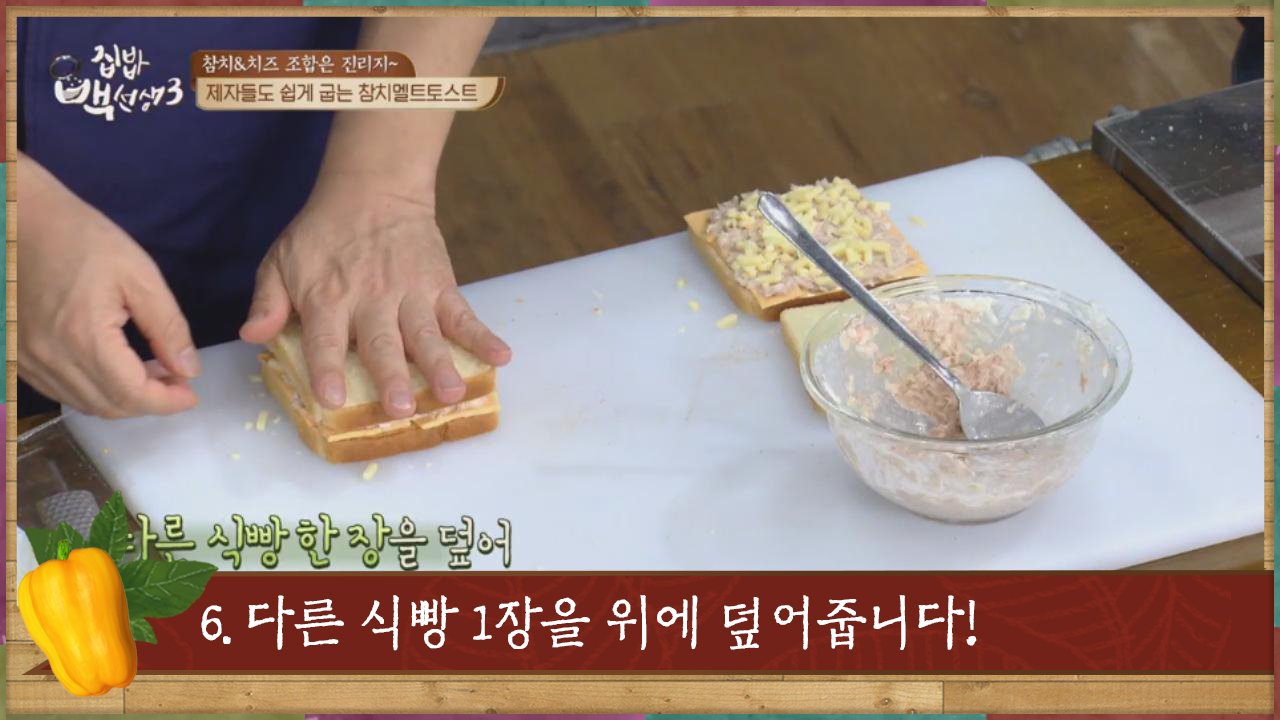 집밥
백선생3
참치&치즈 조합은 진리지~
제자들도 쉽게 굽는 참치멜트토스트
다른 식빵 한 장을 덮어
6. 다른 식빵 1장을 위에 덮어줍니다!